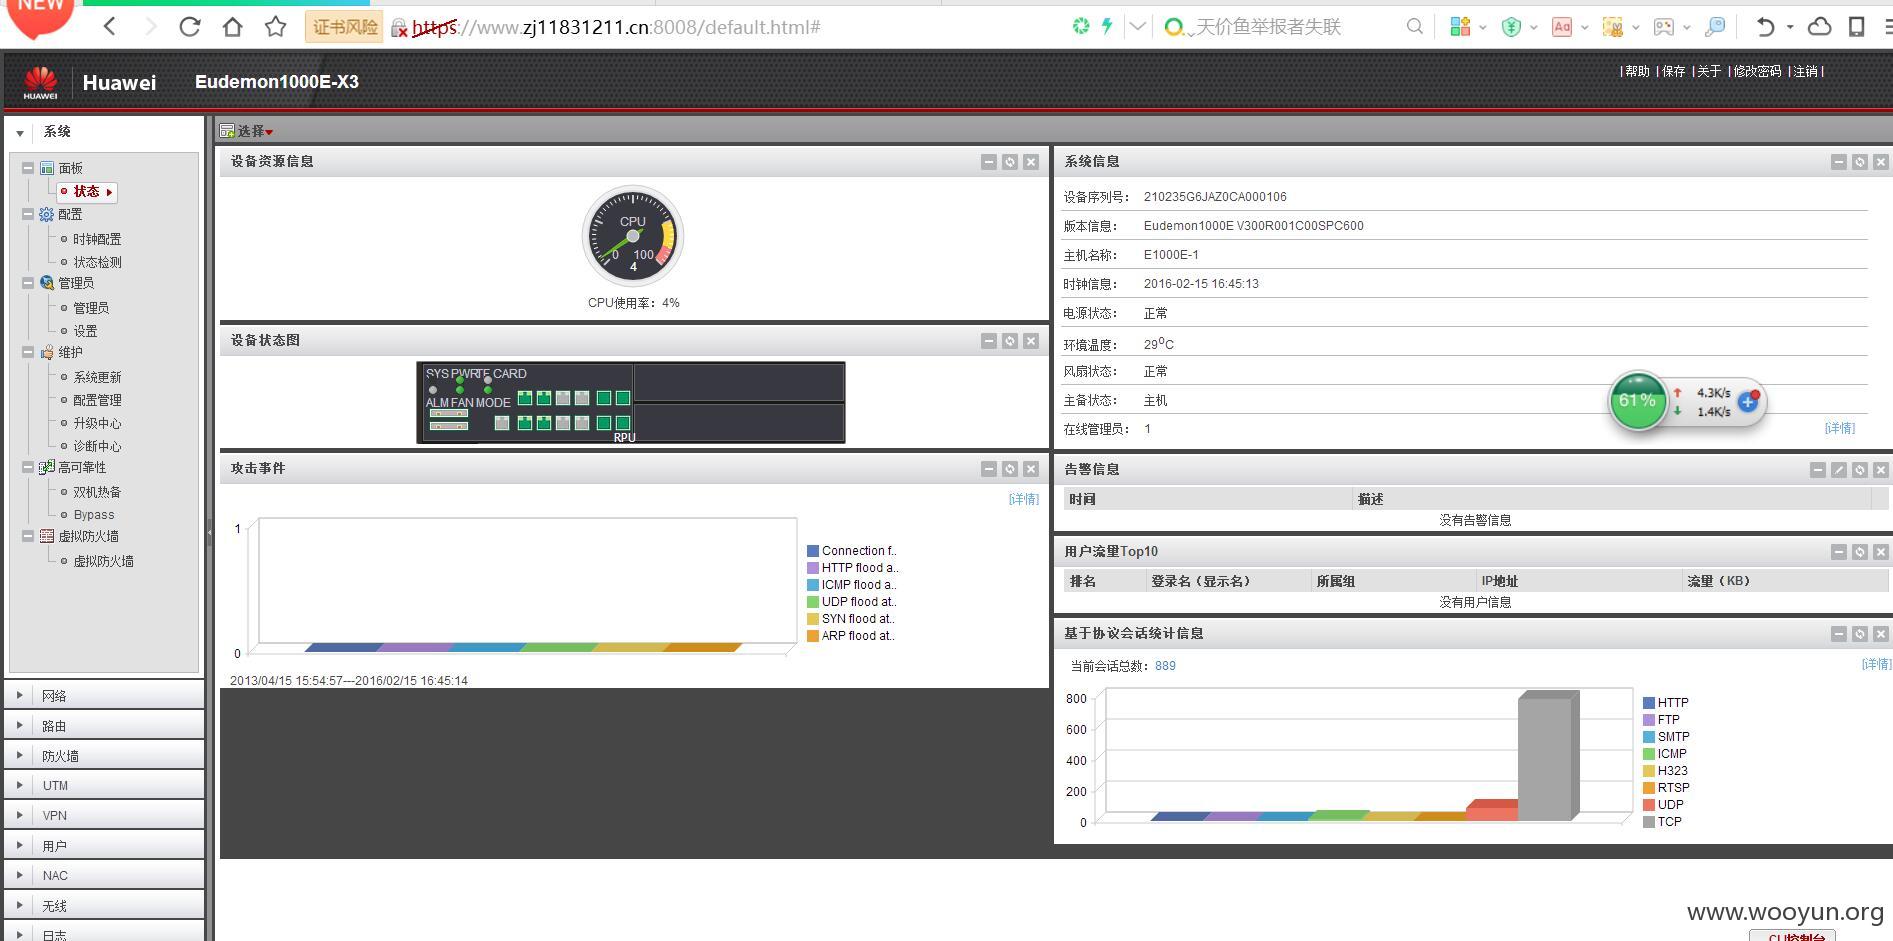 NEW
证书风险 https://www.zj11831211.cn:8008/default.html# 天价鱼举报者失联
HUAWEI Huawei Eudemon1000E-X3 |帮助 |保存 |关于 |修改密码 |注销|
系统
面板
状态
配置
时钟配置
状态检测
管理员
管理员
设置
维护
系统更新
配置管理
升级中心
诊断中心
高可靠性
双机热备
Bypass
虚拟防火墙
虚拟防火墙
网络
路由
防火墙
UTM
VPN
用户
NAC
无线
日志
选择
设备资源信息
CPU
0 100
4
CPU使用率：4%
设备状态图
SYS PWR TF CARD
ALM FAN MODE
RPU
攻击事件
[详情]
1
0
Connection f..
HTTP flood a..
ICMP flood a..
UDP flood at..
SYN flood at..
ARP flood at..
2013/04/15 15:54:57---2016/02/15 16:45:14
系统信息
设备序列号： 210235G6JAZ0CA000106
版本信息： Eudemon1000E V300R001C00SPC600
主机名称： E1000E-1
时钟信息： 2016-02-15 16:45:13
电源状态： 正常
环境温度： 29⁰C
风扇状态： 正常
主备状态： 主机
在线管理员： 1 [详情]
61% 4.3K/s
1.4K/s
告警信息
时间 描述
没有告警信息
用户流量Top10
排名 登录名（显示名） 所属组 IP地址 流量（KB）
没有用户信息
基于协议会话统计信息
当前会话总数：889 [详情]
800
600
400
200
0
HTTP
FTP
SMTP
ICMP
H323
RTSP
UDP
TCP
www.wooyun.org
CLI控制台